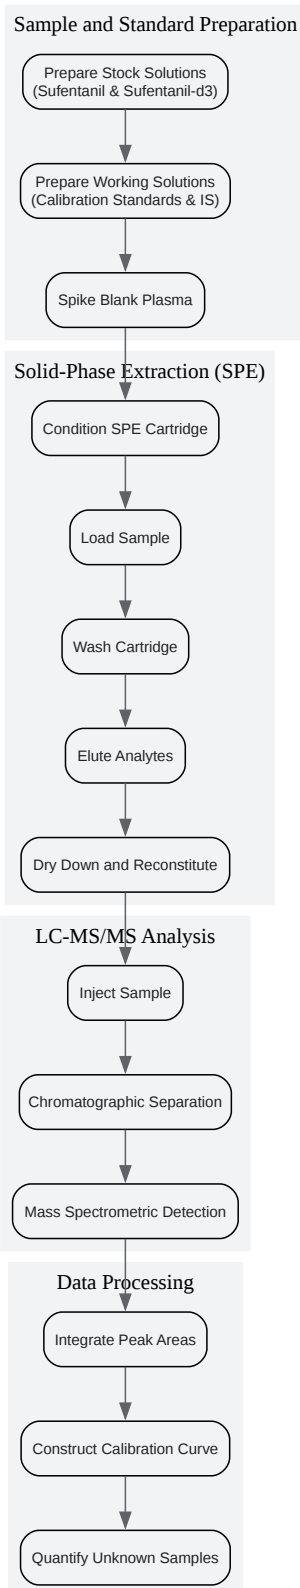 Sample and Standard Preparation
Prepare Stock Solutions
(Sufentanil & Sufentanil-d3)
Prepare Working Solutions
(Calibration Standards & IS)
Spike Blank Plasma
Solid-Phase Extraction (SPE)
Condition SPE Cartridge
Load Sample
Wash Cartridge
Elute Analytes
Dry Down and Reconstitute
LC-MS/MS Analysis
Inject Sample
Chromatographic Separation
Mass Spectrometric Detection
Data Processing
Integrate Peak Areas
Construct Calibration Curve
Quantify Unknown Samples